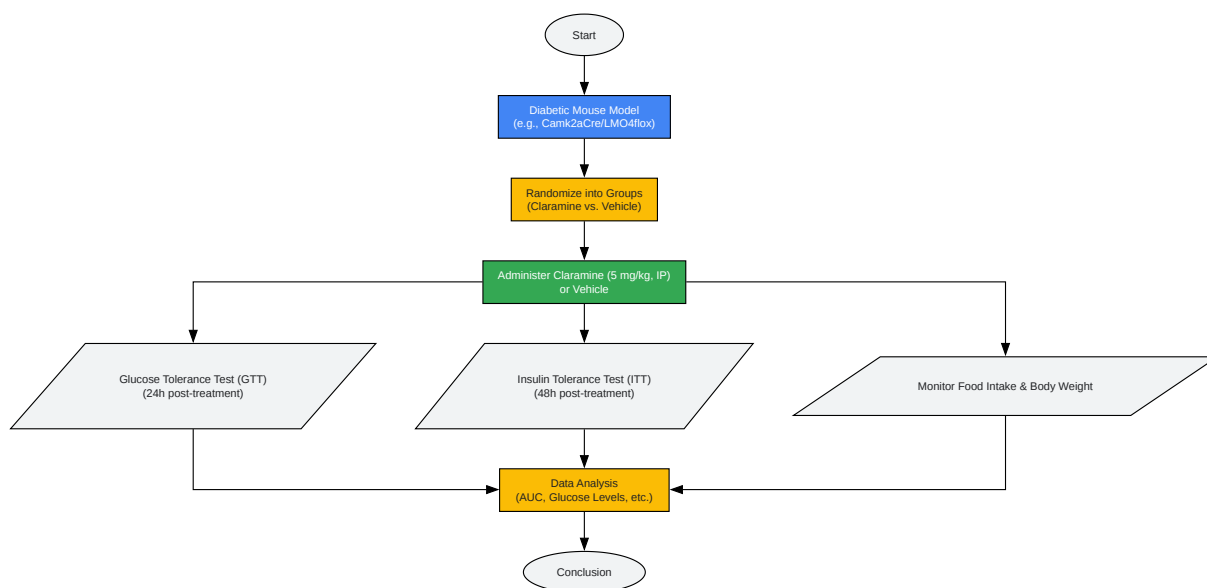 Start
Diabetic Mouse Model
(e.g., Camk2aCre/LMO4flox)
Randomize into Groups
(Claramine vs. Vehicle)
Administer Claramine (5 mg/kg, IP)
or Vehicle
Glucose Tolerance Test (GTT)
(24h post-treatment)
Insulin Tolerance Test (ITT)
(48h post-treatment)
Monitor Food Intake & Body Weight
Data Analysis
(AUC, Glucose Levels, etc.)
Conclusion